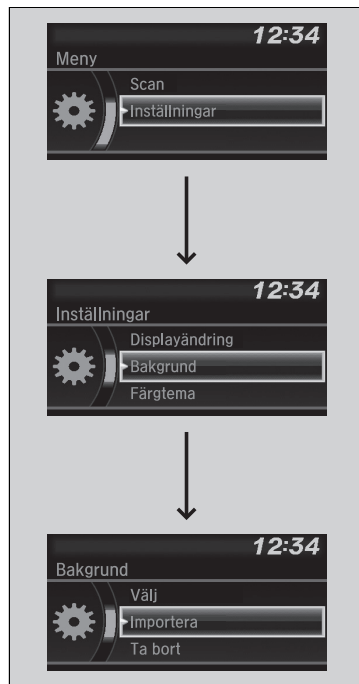 12:34
Meny
Scan
Inställningar
12:34
Inställningar
Displayändring
Bakgrund
Färgtema
12:34
Bakgrund
Välj
Importera
Ta bort